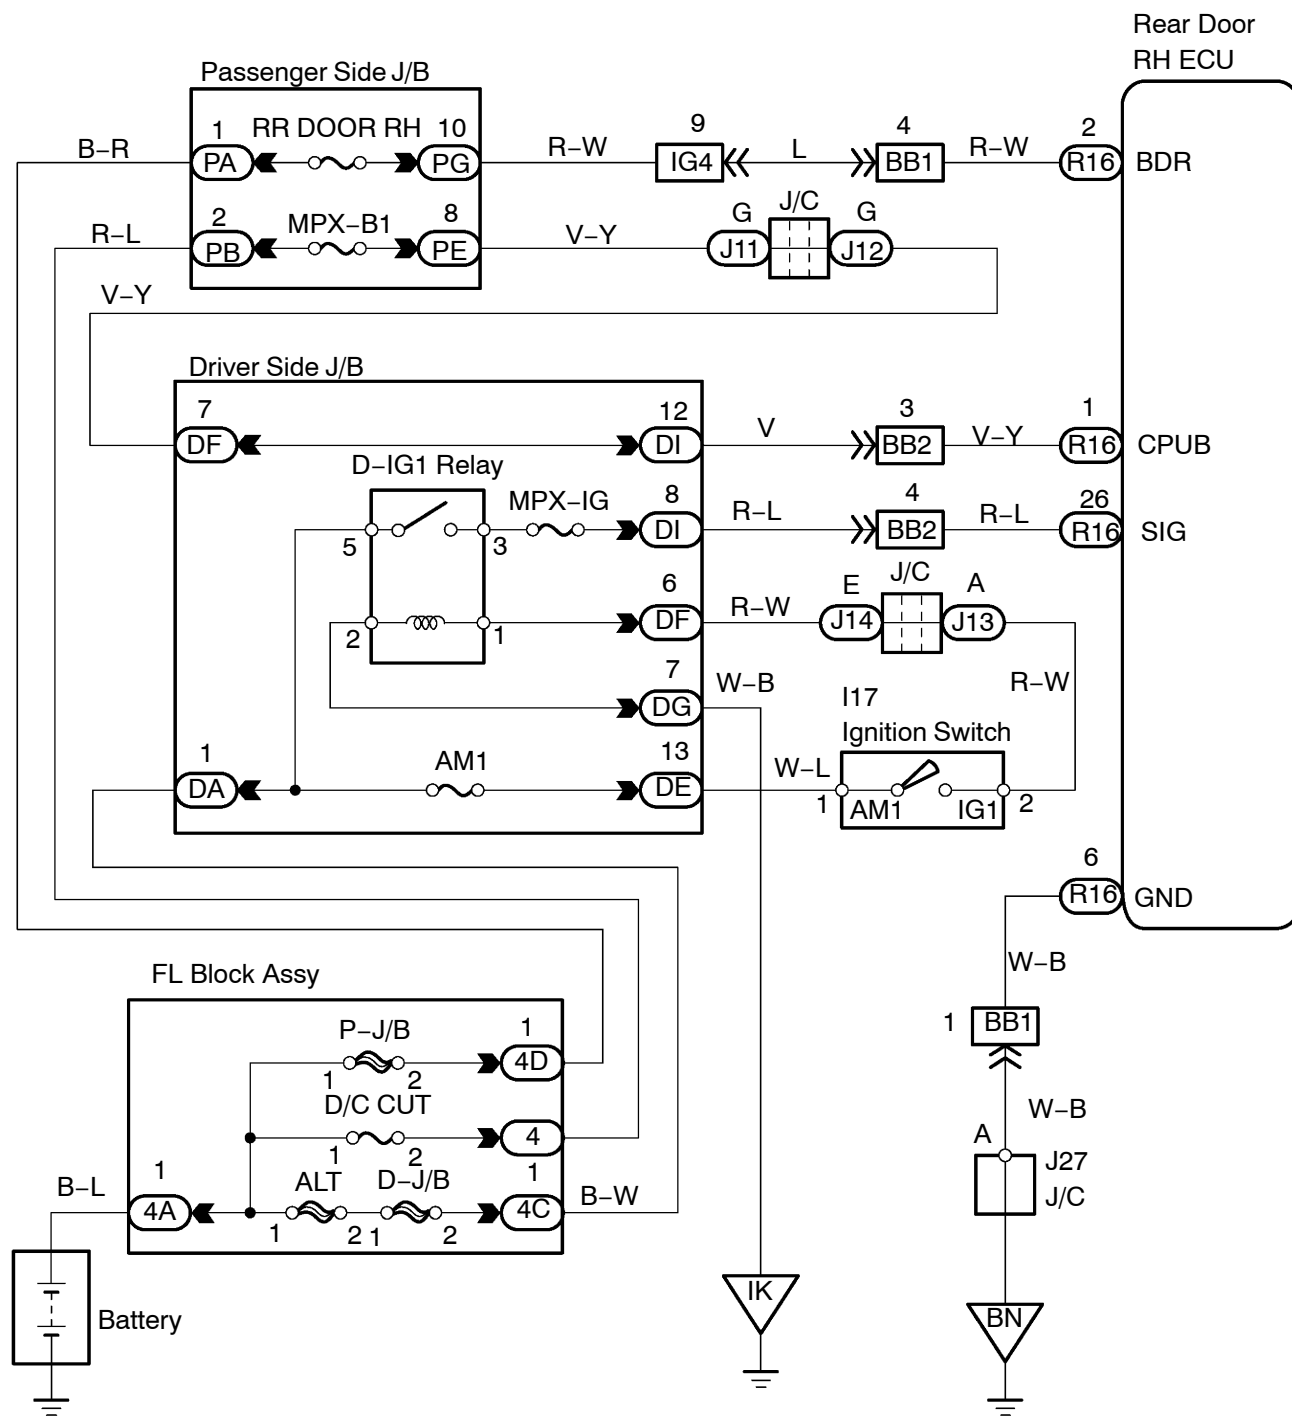 Rear Door
RH ECU
Passenger Side J/B
1 RR DOOR RH 10
B–R PA PG R–W 9 IG4 L 4 BB1 R–W 2 R16 BDR
2 MPX–B1 8
R–L PB PE V–Y G J11 J/C G J12
V–Y
Driver Side J/B
7 DF 12 DI V 3 BB2 V–Y 1 R16 CPUB
D–IG1 Relay
5 3 MPX–IG 8 DI R–L 4 BB2 R–L 26 R16 SIG
2 1 6 DF R–W E J14 J/C A J13
R–W
7 DG W–B
I17
Ignition Switch
1 DA AM1 13 DE W–L 1 AM1 IG1 2
6 R16 GND
W–B
FL Block Assy
1 BB1
P–J/B 1
1 2 4D
D/C CUT
1 2 4
W–B
A J27
J/C
ALT D–J/B 1
B–L 1 4A 1 2 1 2 4C B–W
Battery
IK
BN